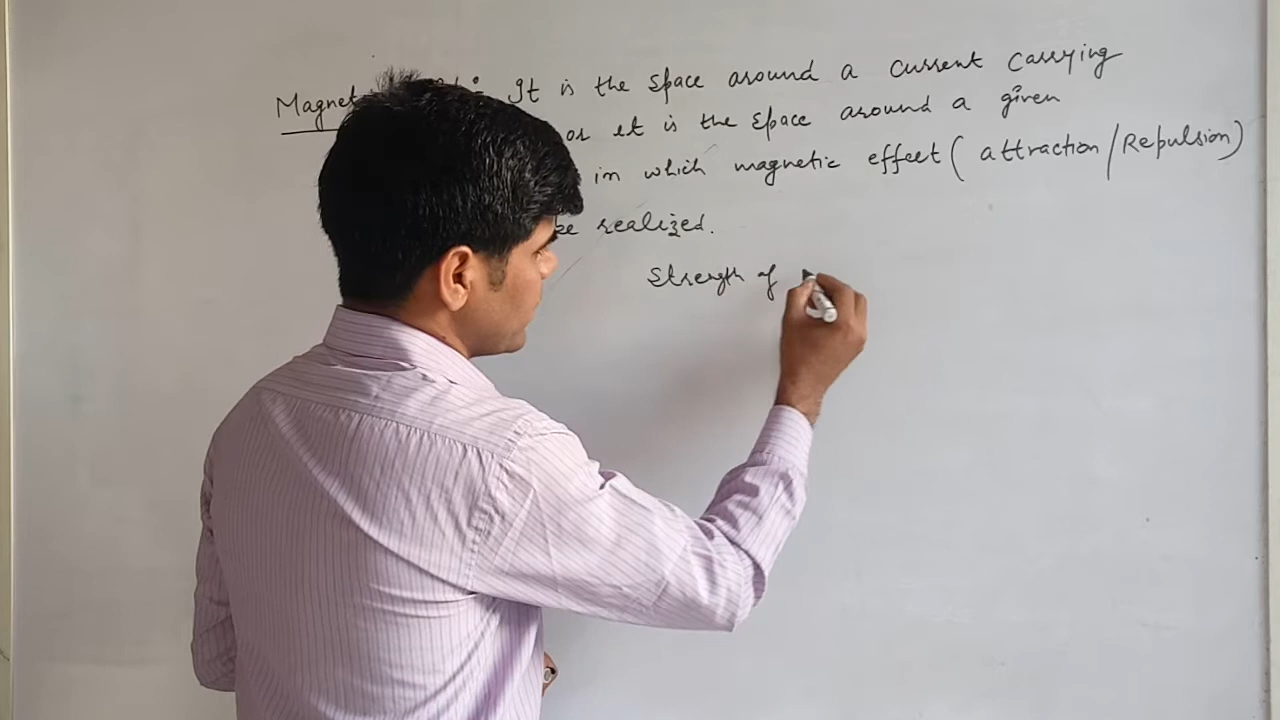 Magnet : It is the space around a current carrying
or it is the space around a given
in which magnetic effect ( attraction / Repulsion )
be realized.
Strength of